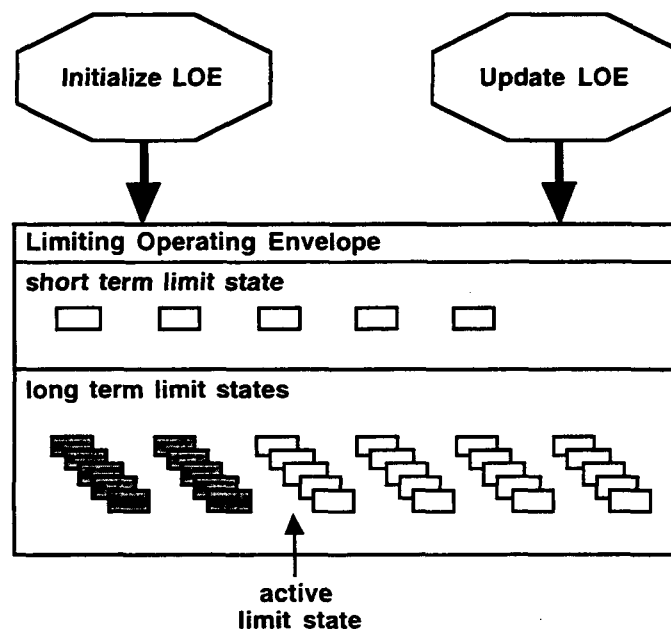 Initialize LOE
Update LOE
Limiting Operating Envelope
short term limit state
long term limit states
active
limit state